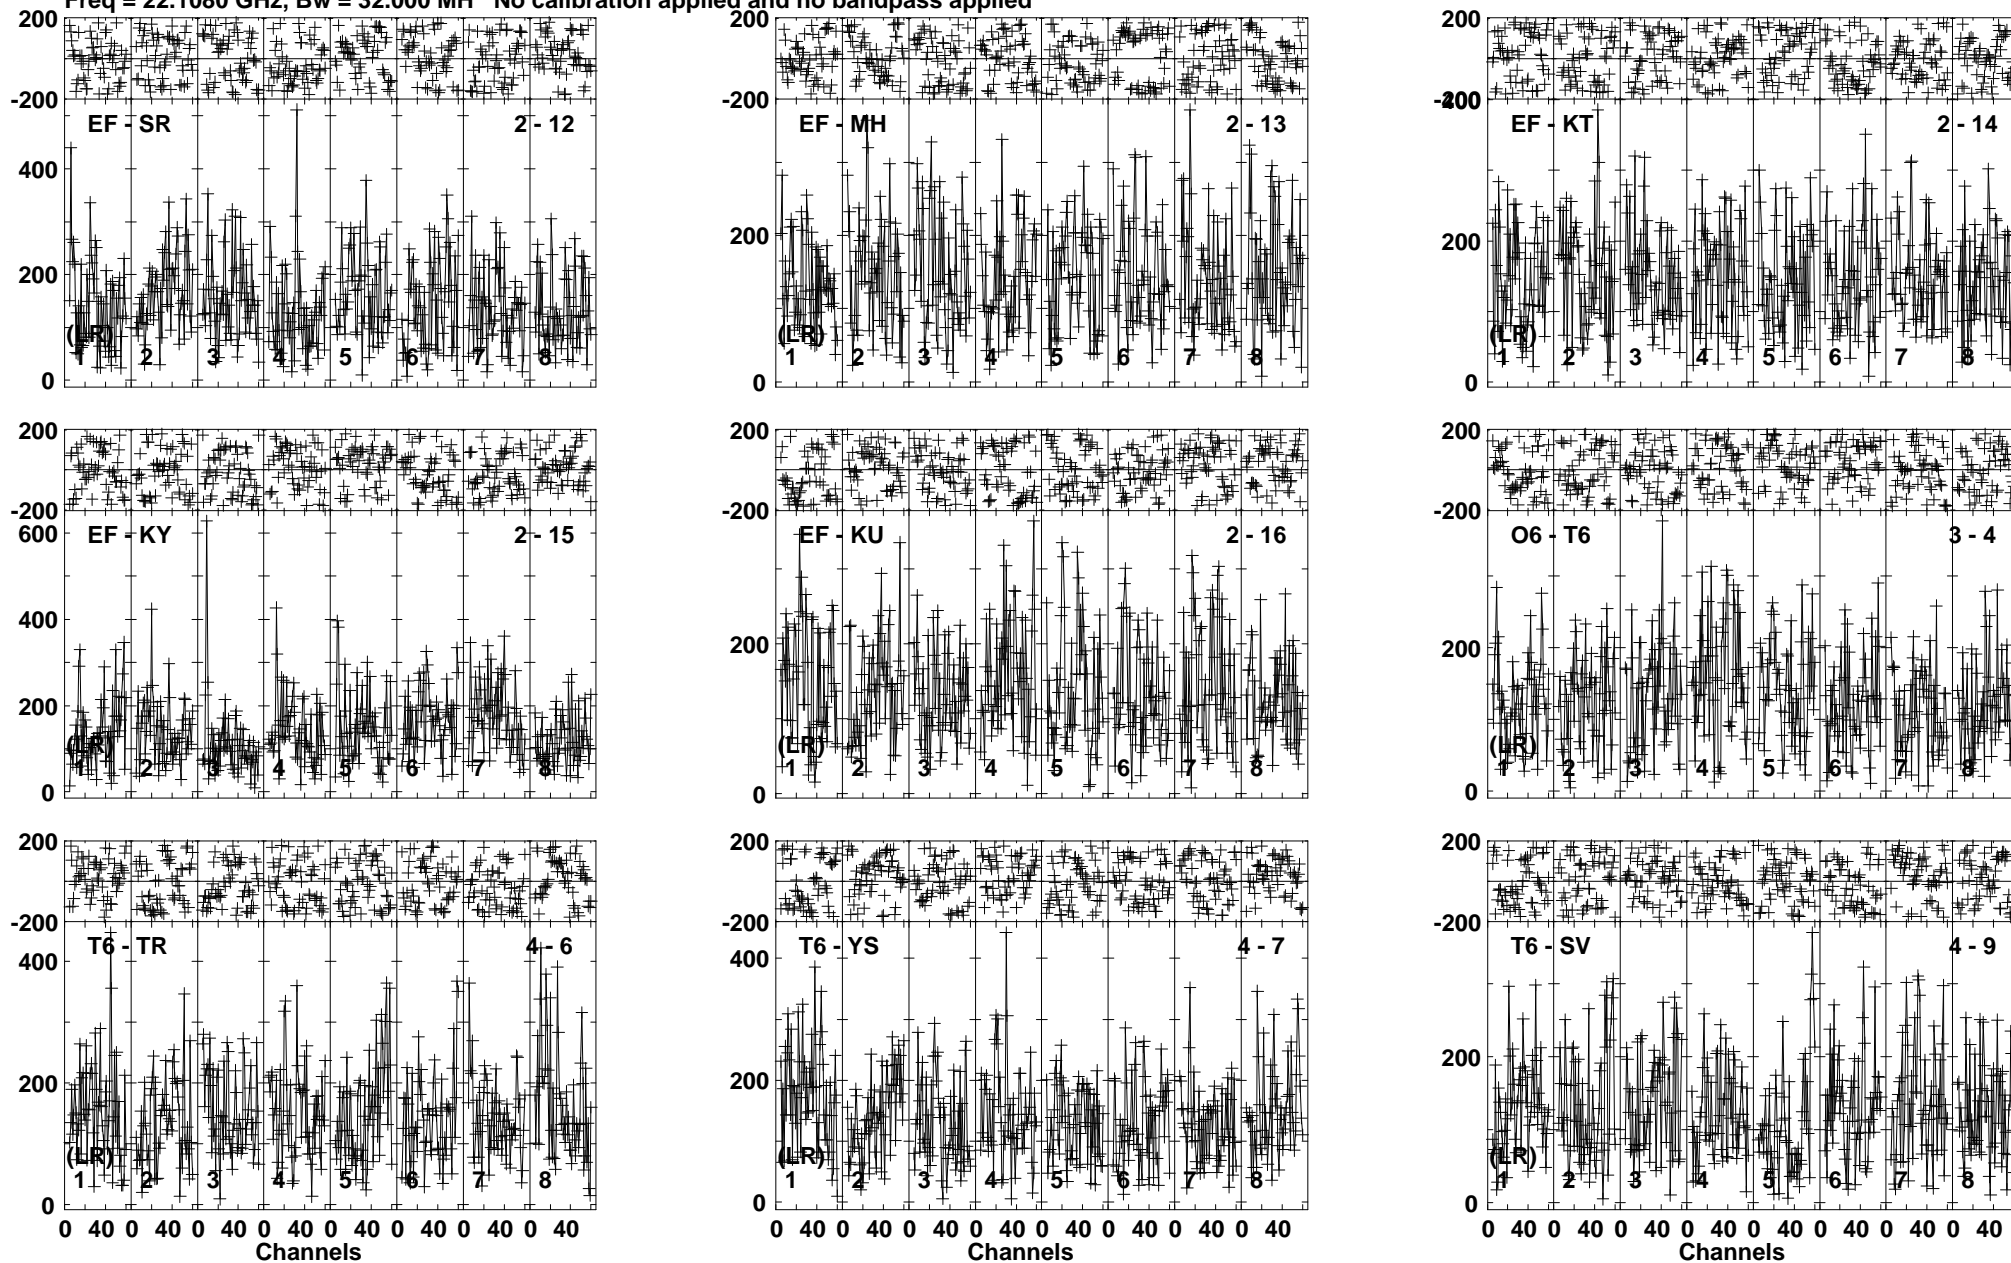 Freq = 22.1080 GHz, Bw = 32.000 MH No calibration applied and no bandpass applied
200 200 200
-200 -200 -200
400
EF - SR 2 - 12 EF - MH 2 - 13 EF - KT 2 - 14
400
200 200 200
(LR) (LR) (LR)
1 2 3 4 5 6 7 8 1 2 3 4 5 6 7 8 1 2 3 4 5 6 7 8
0 0 0
200 200 200
-200 -200 -200
600
EF - KY 2 - 15 EF - KU 2 - 16 O6 - T6 3 - 4
400
200 200 200
(LR) (LR) (LR)
1 2 3 4 5 6 7 8 1 2 3 4 5 6 7 8 1 2 3 4 5 6 7 8
0 0 0
200 200 200
-200 -200 -200
T6 - TR 4 - 6 T6 - YS 4 - 7 T6 - SV 4 - 9
400 400
200 200 200
(LR) (LR) (LR)
1 2 3 4 5 6 7 8 1 2 3 4 5 6 7 8 1 2 3 4 5 6 7 8
0 0 0
0 40 0 40 0 40 0 40 0 40 0 40 0 40 0 40 0 40 0 40 0 40 0 40 0 40 0 40 0 40 0 40 0 40 0 40 0 40 0 40 0 40 0 40 0 40 0 40
Channels Channels Channels